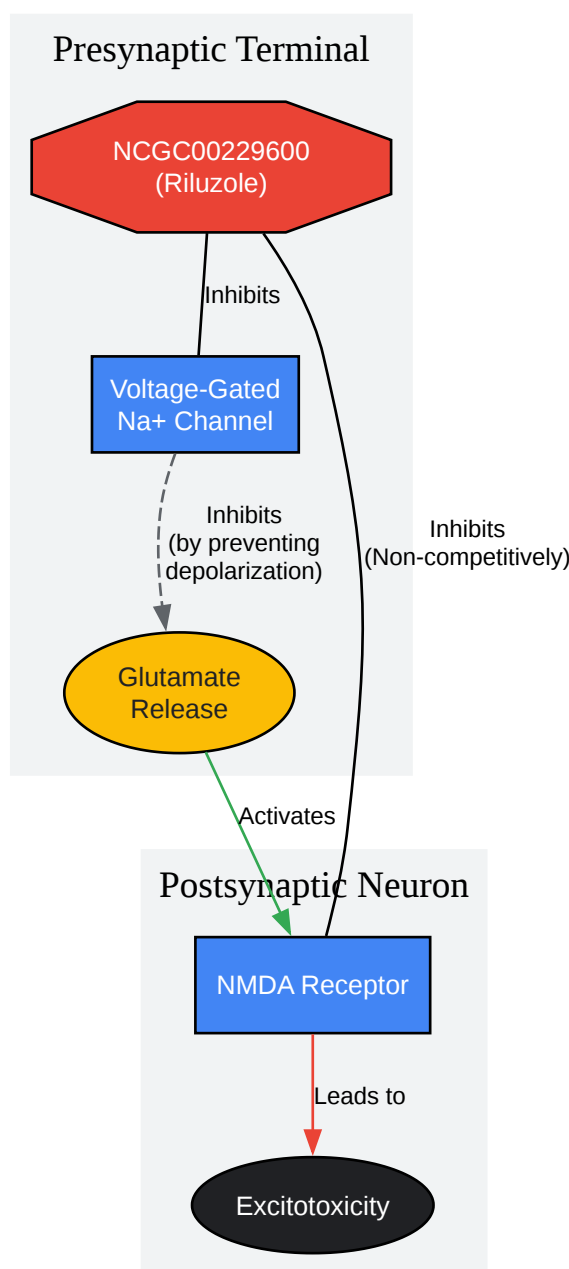 Presynaptic Terminal
NCGC00229600
(Riluzole)
Inhibits
Voltage-Gated
Na+ Channel
Inhibits
(by preventing
depolarization)
Inhibits
(Non-competitively)
Glutamate
Release
Activates
Postsynaptic Neuron
NMDA Receptor
Leads to
Excitotoxicity